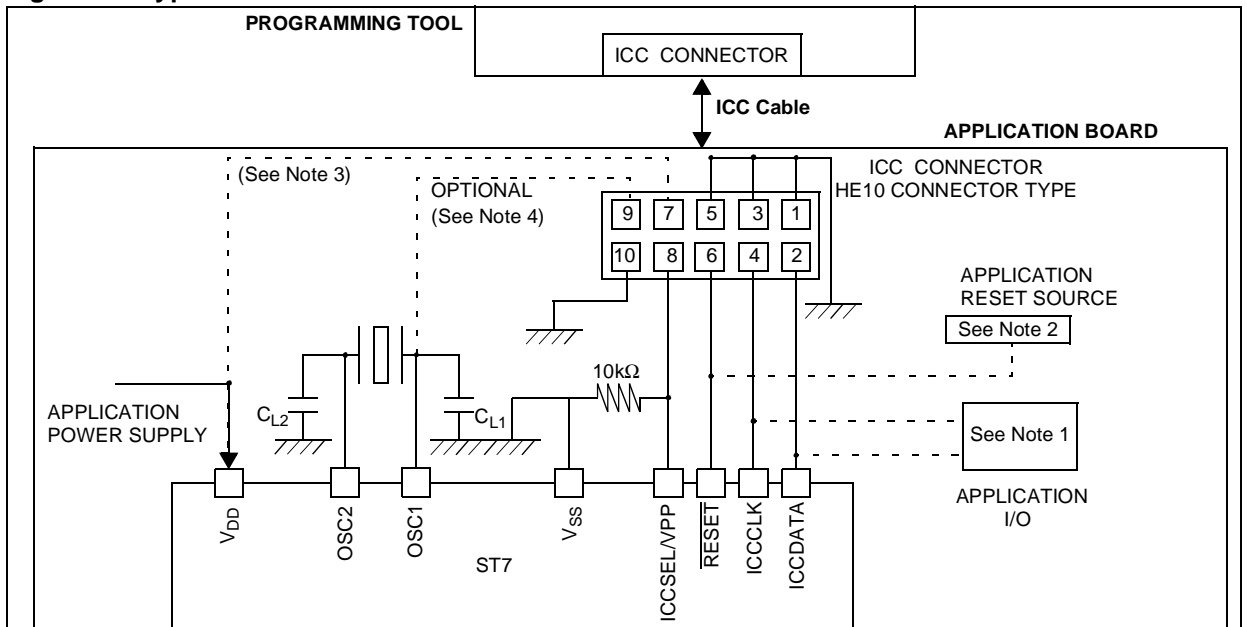 PROGRAMMING TOOL
ICC CONNECTOR
ICC Cable
APPLICATION BOARD
(See Note 3)
OPTIONAL
(See Note 4)
ICC CONNECTOR
HE10 CONNECTOR TYPE
9 7 5 3 1
10 8 6 4 2
APPLICATION
RESET SOURCE
See Note 2
10kΩ
APPLICATION
POWER SUPPLY
CL2
CL1
See Note 1
APPLICATION
I/O
VDD
OSC2
OSC1
VSS
ICCSEL/VPP
RESET
ICCCLK
ICCDATA
ST7